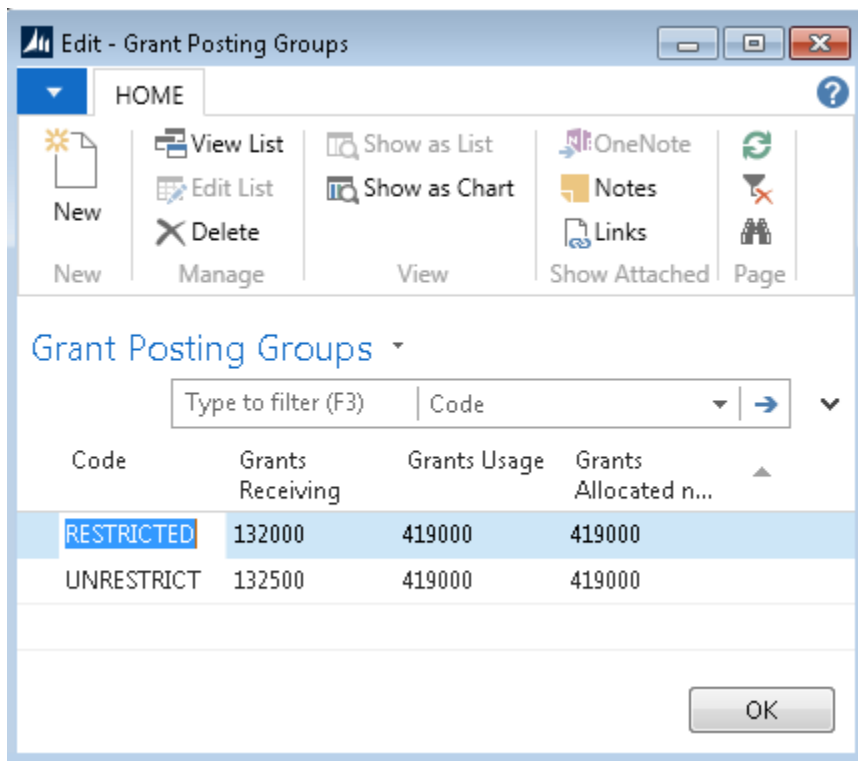 Edit - Grant Posting Groups
HOME
New
View List
Edit List
Delete
Show as List
Show as Chart
OneNote
Notes
Links
New Manage View Show Attached Page
Grant Posting Groups
Type to filter (F3) Code
Code Grants Receiving Grants Usage Grants Allocated n...
RESTRICTED 132000 419000 419000
UNRESTRICT 132500 419000 419000
OK